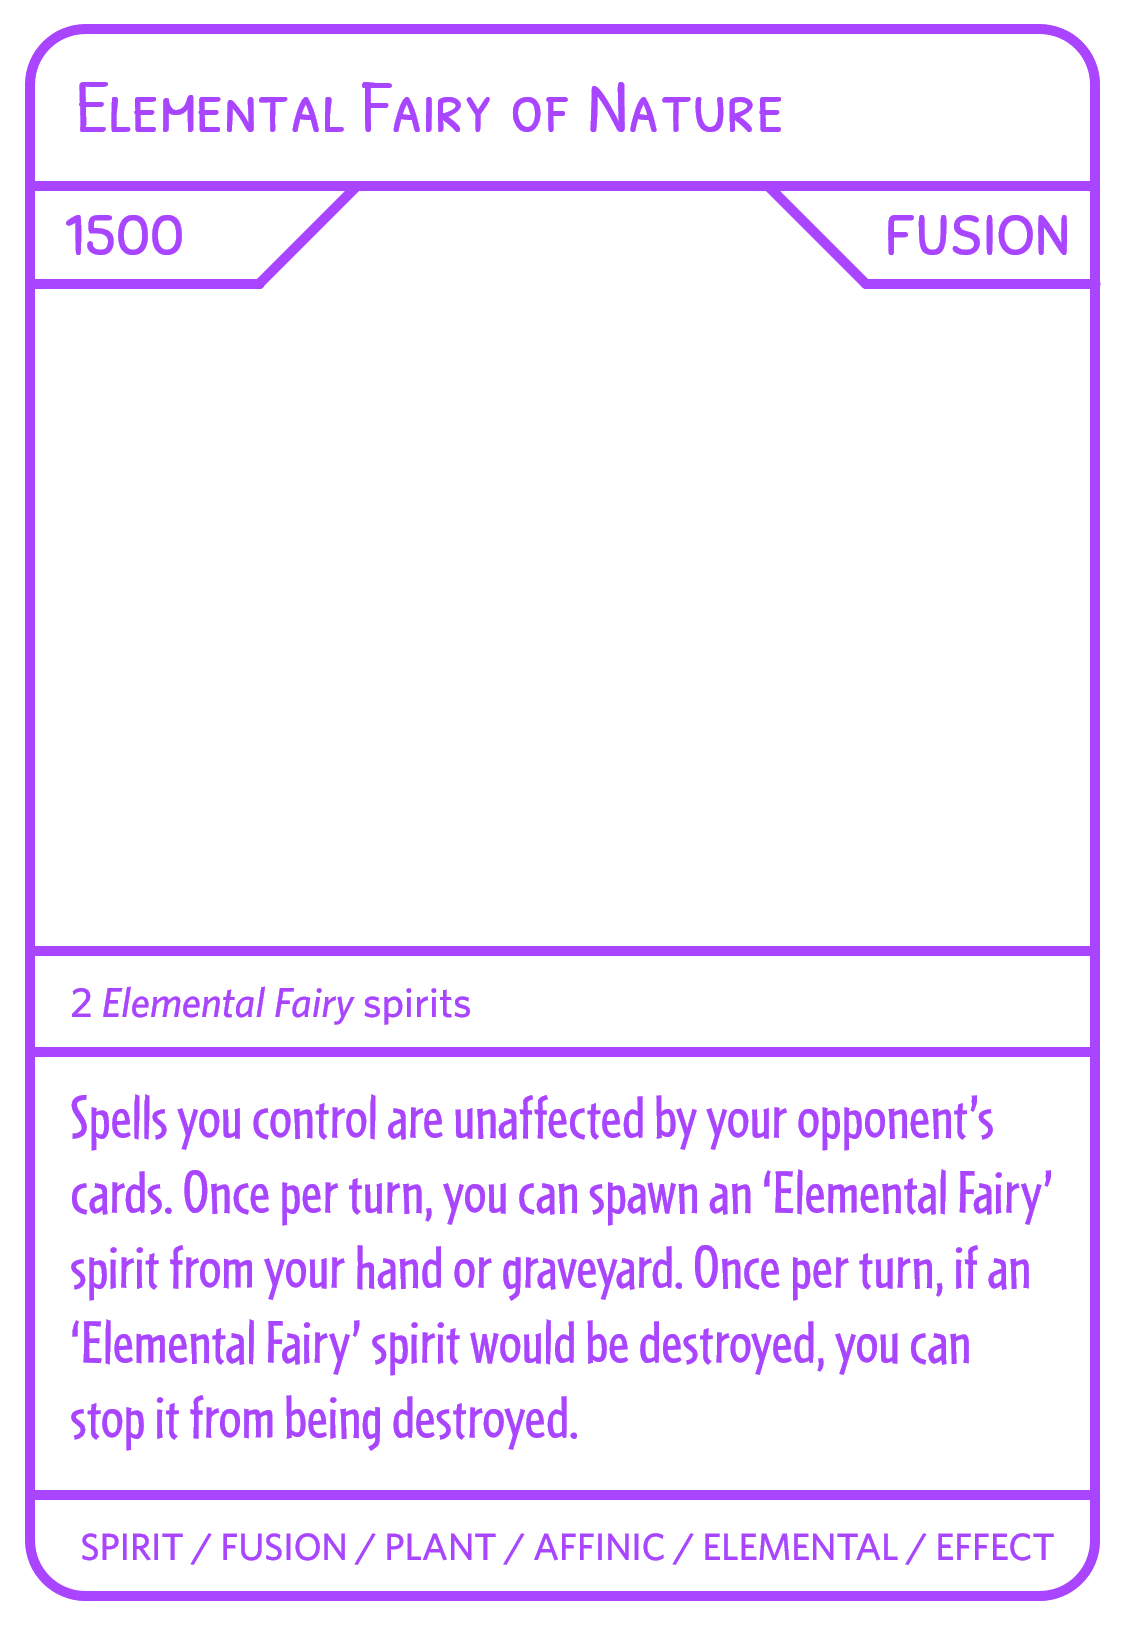 Elemental Fairy of Nature
1500
FUSION
2 Elemental Fairy spirits
Spells you control are unaffected by your opponent’s
cards. Once per turn, you can spawn an ‘Elemental Fairy’
spirit from your hand or graveyard. Once per turn, if an
‘Elemental Fairy’ spirit would be destroyed, you can
stop it from being destroyed.
SPIRIT / FUSION / PLANT / AFFINIC / ELEMENTAL / EFFECT